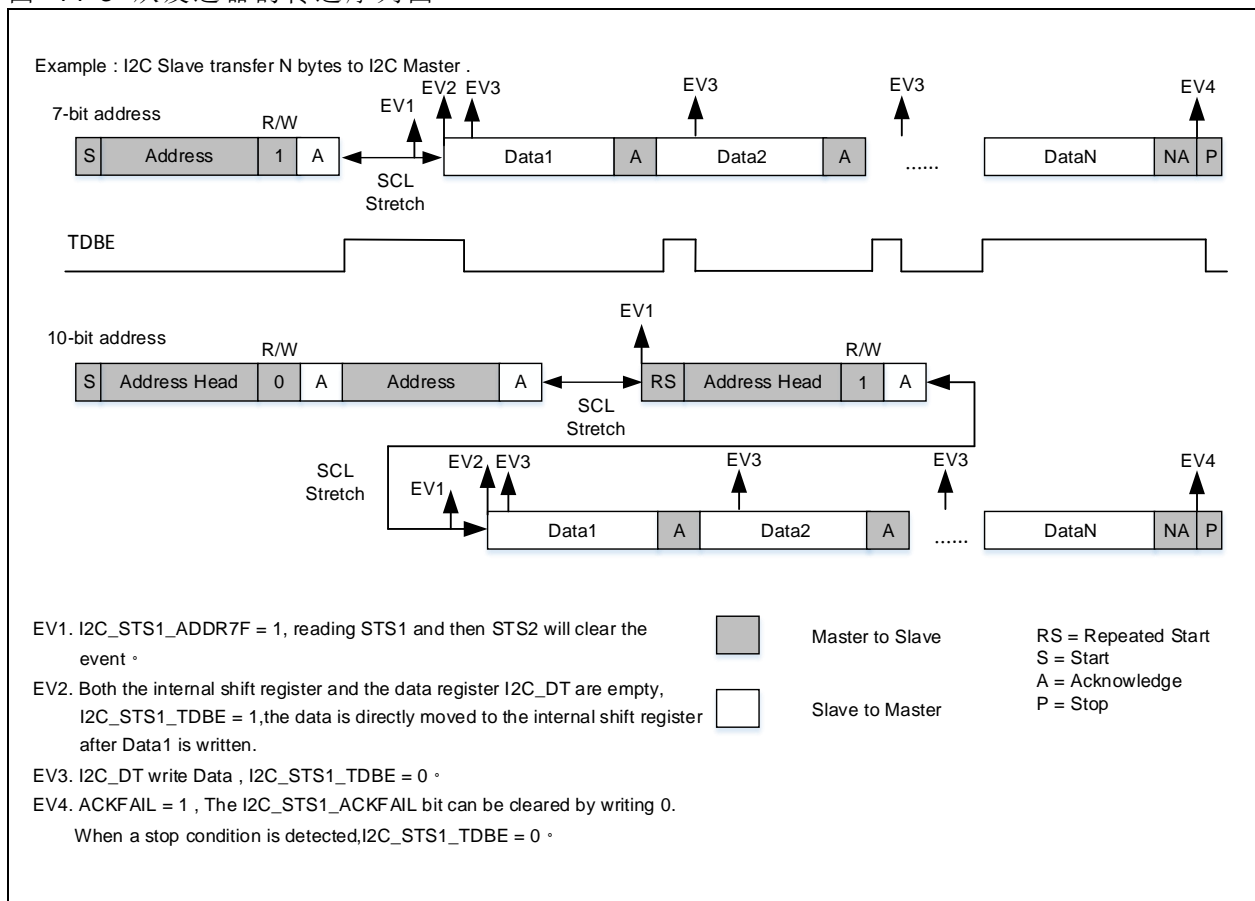 Example : I2C Slave transfer N bytes to I2C Master .
7-bit address
R/W
EV1
EV2
EV3
EV3
EV3
EV4
S
Address
1
A
SCL
Stretch
Data1
A
Data2
A
......
DataN
NA
P
TDBE
10-bit address
R/W
EV1
R/W
S
Address Head
0
A
Address
A
SCL
Stretch
RS
Address Head
1
A
SCL
Stretch
EV1
EV2
EV3
EV3
EV3
EV4
Data1
A
Data2
A
......
DataN
NA
P
EV1. I2C_STS1_ADDR7F = 1, reading STS1 and then STS2 will clear the
event 。
EV2. Both the internal shift register and the data register I2C_DT are empty,
I2C_STS1_TDBE = 1,the data is directly moved to the internal shift register
after Data1 is written.
EV3. I2C_DT write Data , I2C_STS1_TDBE = 0 。
EV4. ACKFAIL = 1 , The I2C_STS1_ACKFAIL bit can be cleared by writing 0.
When a stop condition is detected,I2C_STS1_TDBE = 0 。
Master to Slave
Slave to Master
RS = Repeated Start
S = Start
A = Acknowledge
P = Stop